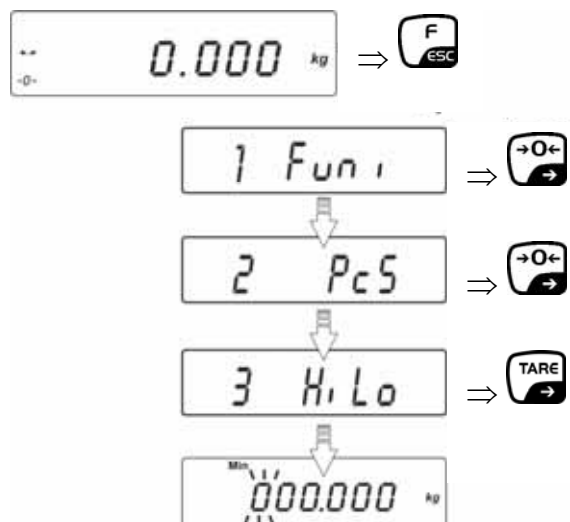 0.000 kg ⇒ F
-0- ESC
1 Funi ⇒ →0←
2 PcS ⇒ →0←
3 HiLo ⇒ TARE
Min
000.000 kg